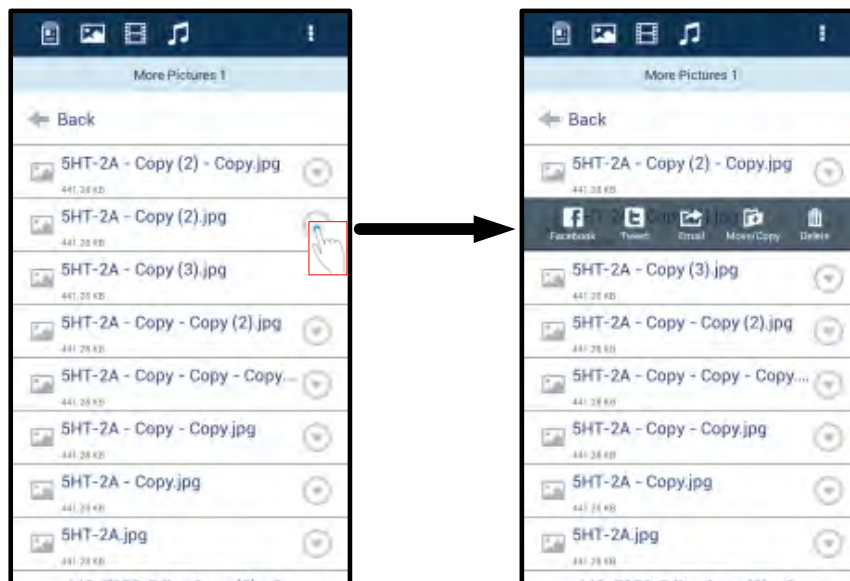 More Pictures 1
Back
5HT-2A - Copy (2) - Copy.jpg
441.28 KB
5HT-2A - Copy (2).jpg
441.28 KB
5HT-2A - Copy (3).jpg
441.28 KB
5HT-2A - Copy - Copy (2).jpg
441.28 KB
5HT-2A - Copy - Copy - Copy...
441.28 KB
5HT-2A - Copy - Copy.jpg
441.28 KB
5HT-2A - Copy.jpg
441.28 KB
5HT-2A.jpg
441.28 KB
More Pictures 1
Back
5HT-2A - Copy (2) - Copy.jpg
441.28 KB
Facebook Tweet Email Move/Copy Delete
5HT-2A - Copy (3).jpg
441.28 KB
5HT-2A - Copy - Copy (2).jpg
441.28 KB
5HT-2A - Copy - Copy - Copy....
441.28 KB
5HT-2A - Copy - Copy.jpg
441.28 KB
5HT-2A - Copy.jpg
441.28 KB
5HT-2A.jpg
441.28 KB